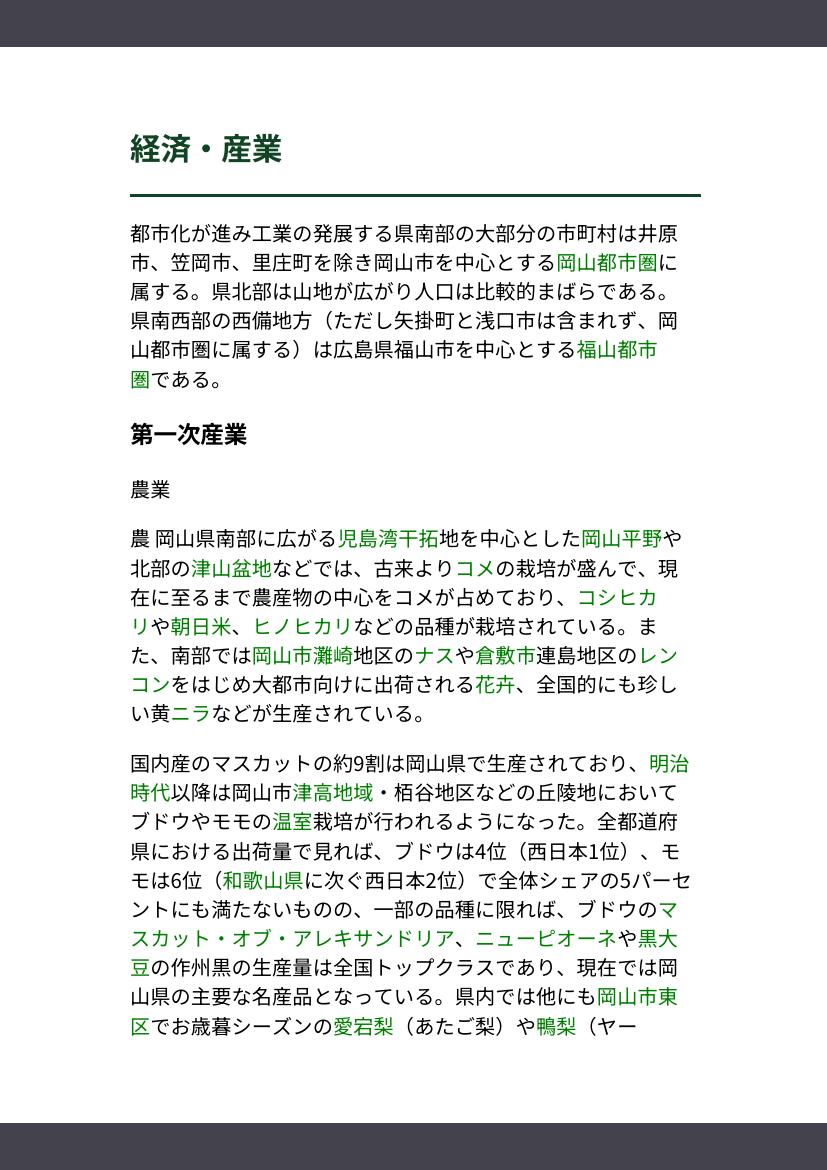 経済・産業
都市化が進み工業の発展する県南部の大部分の市町村は井原
市、笠岡市、里庄町を除き岡山市を中心とする岡山都市圏に
属する。県北部は山地が広がり人口は比較的まばらである。
県南西部の西備地方（ただし矢掛町と浅口市は含まれず、岡
山都市圏に属する）は広島県福山市を中心とする福山都市
圏である。
第一次産業
農業
農 岡山県南部に広がる児島湾干拓地を中心とした岡山平野や
北部の津山盆地などでは、古来よりコメの栽培が盛んで、現
在に至るまで農産物の中心をコメが占めており、コシヒカ
リや朝日米、ヒノヒカリなどの品種が栽培されている。ま
た、南部では岡山市灘崎地区のナスや倉敷市連島地区のレン
コンをはじめ大都市向けに出荷される花卉、全国的にも珍し
い黄ニラなどが生産されている。
国内産のマスカットの約9割は岡山県で生産されており、明治
時代以降は岡山市津高地域・栢谷地区などの丘陵地において
ブドウやモモの温室栽培が行われるようになった。全都道府
県における出荷量で見れば、ブドウは4位（西日本1位）、モ
モは6位（和歌山県に次ぐ西日本2位）で全体シェアの5パーセ
ントにも満たないものの、一部の品種に限れば、ブドウのマ
スカット・オブ・アレキサンドリア、ニューピオーネや黒大
豆の作州黒の生産量は全国トップクラスであり、現在では岡
山県の主要な名産品となっている。県内では他にも岡山市東
区でお歳暮シーズンの愛宕梨（あたご梨）や鴨梨（ヤー